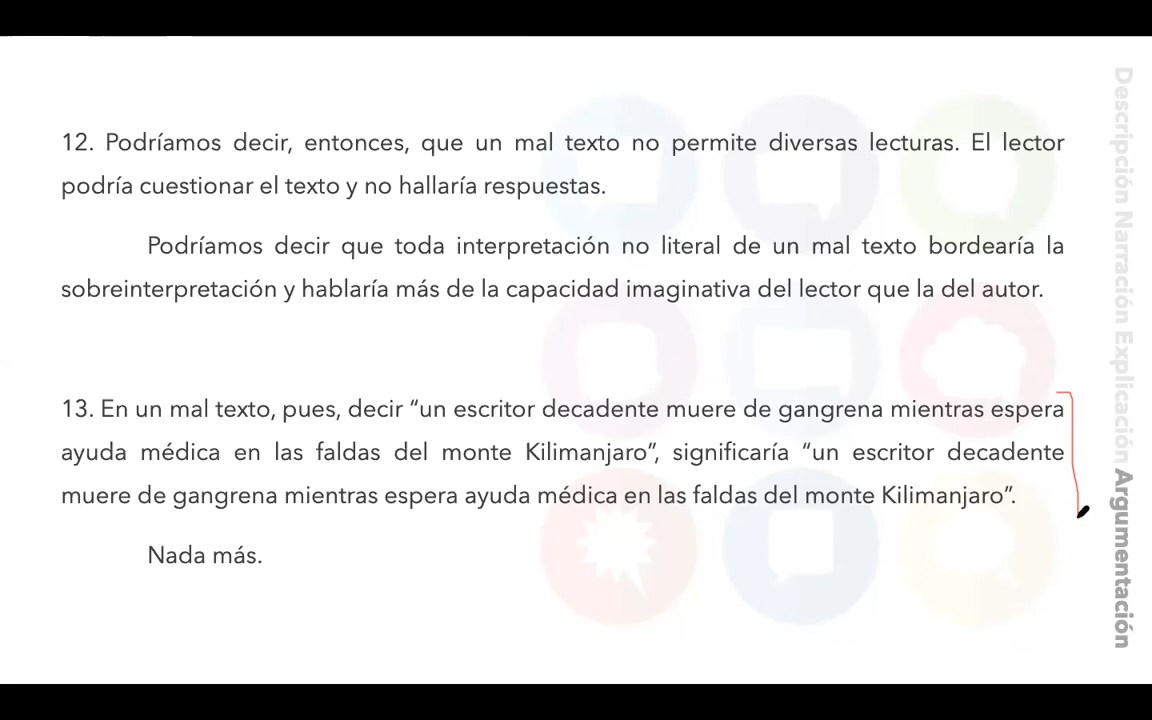 12. Podríamos decir, entonces, que un mal texto no permite diversas lecturas. El lector
podría cuestionar el texto y no hallaría respuestas.
Podríamos decir que toda interpretación no literal de un mal texto bordearía la
sobreinterpretación y hablaría más de la capacidad imaginativa del lector que la del autor.
13. En un mal texto, pues, decir “un escritor decadente muere de gangrena mientras espera
ayuda médica en las faldas del monte Kilimanjaro”, significaría “un escritor decadente
muere de gangrena mientras espera ayuda médica en las faldas del monte Kilimanjaro”.
Nada más.
Descripción Narración Explicación Argumentación